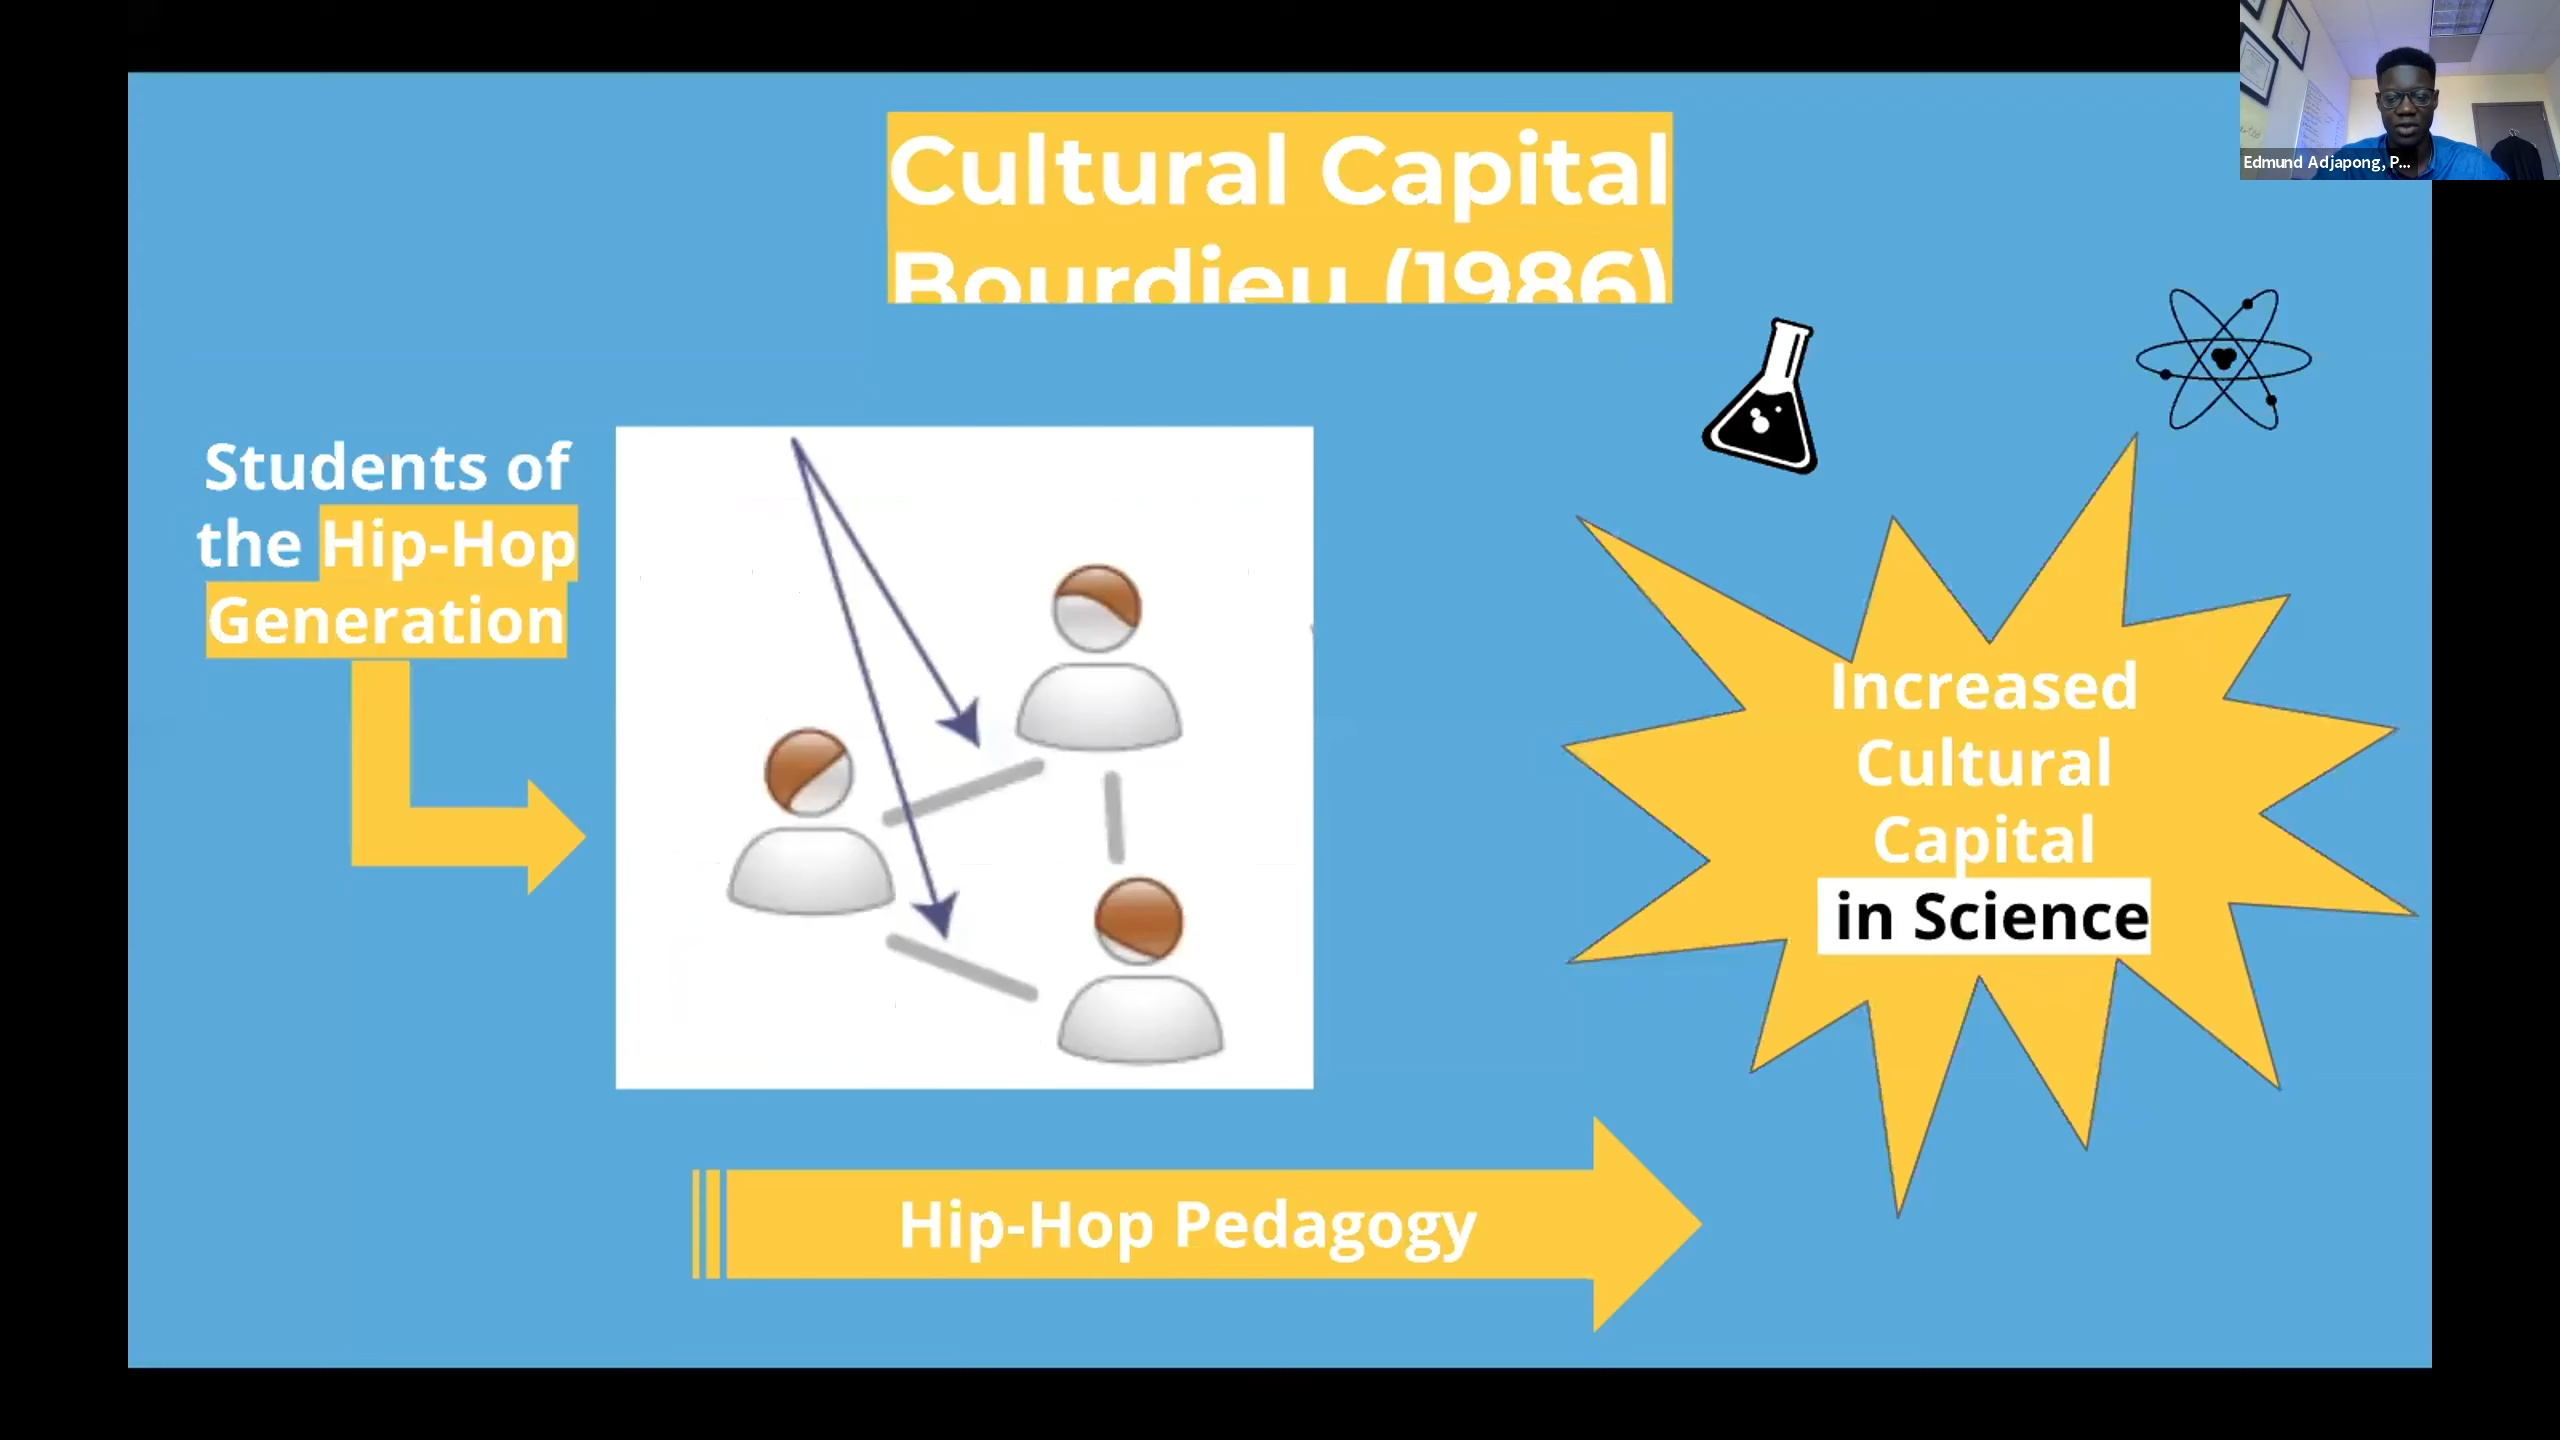 Cultural Capital
Bourdieu (1986)
Edmund Adjapong, P...
Students of
the Hip-Hop
Generation
Increased
Cultural
Capital
in Science
Hip-Hop Pedagogy